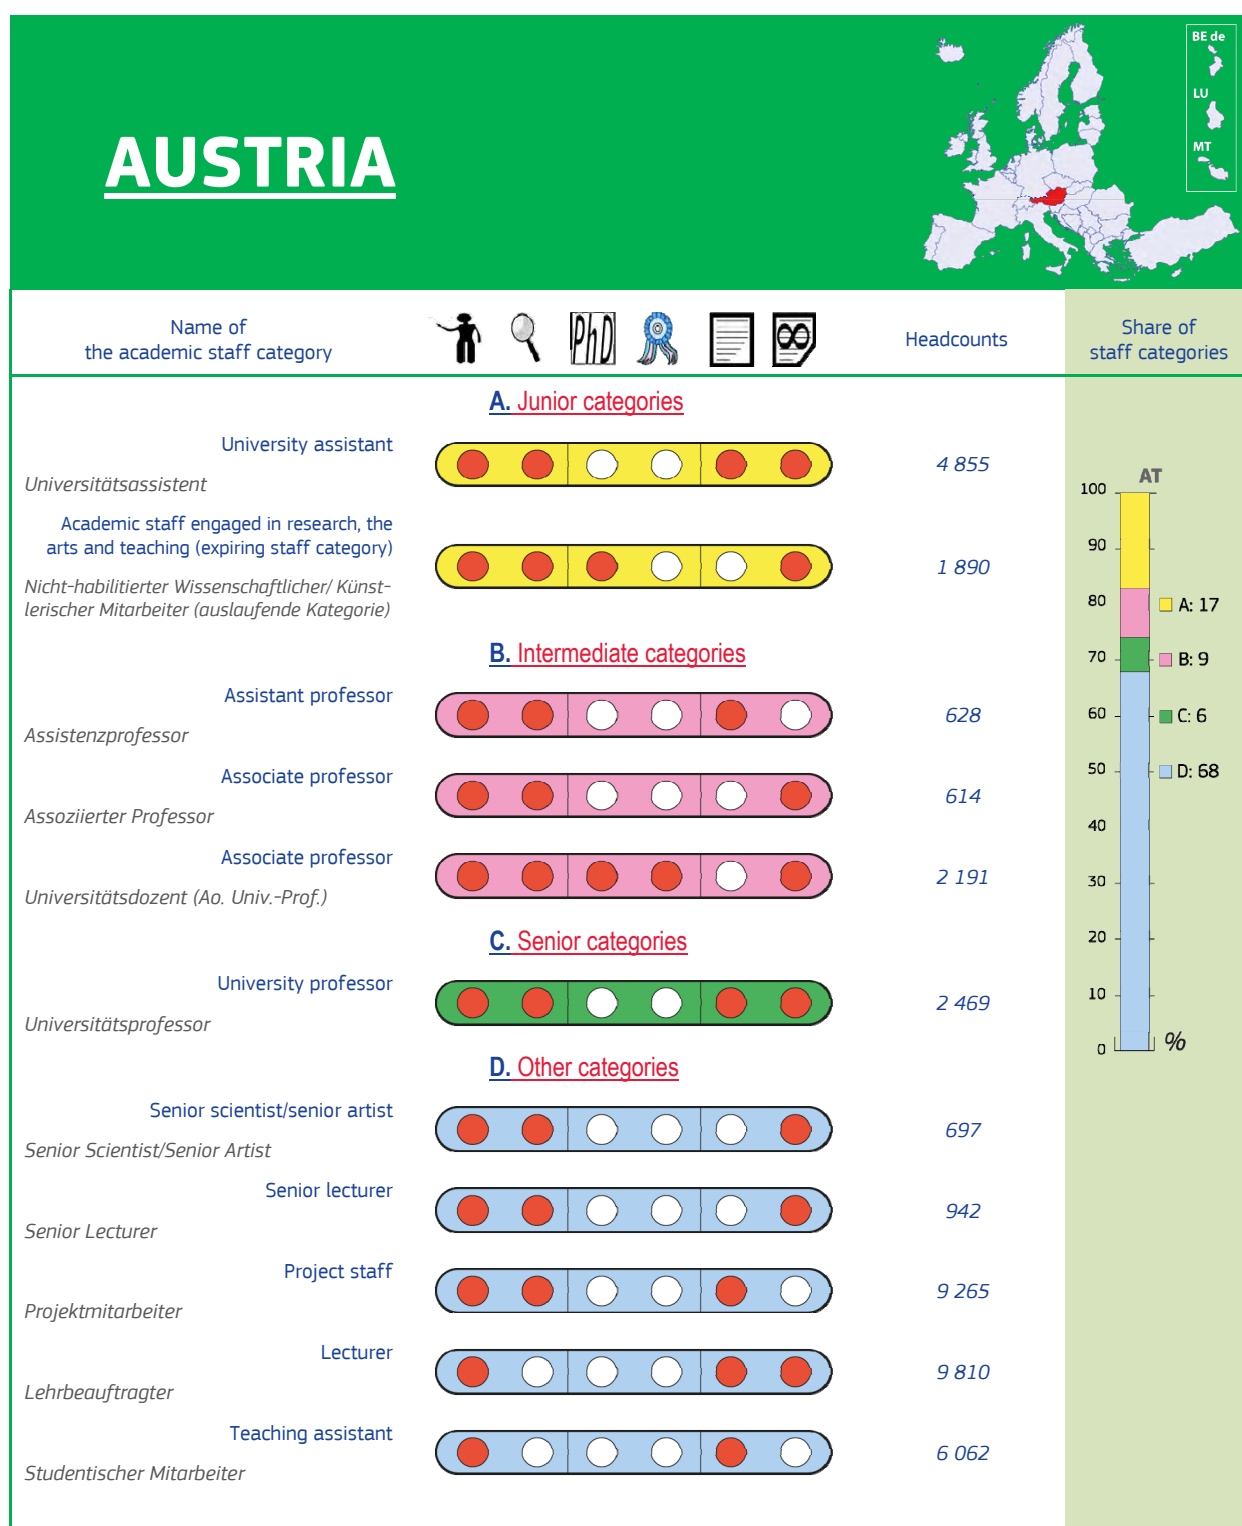 BE de
LU
MT
AUSTRIA
Name of
the academic staff category
PhD
Headcounts
Share of
staff categories
A. Junior categories
University assistant
Universitätsassistent
4 855
Academic staff engaged in research, the
arts and teaching (expiring staff category)
Nicht-habilitierter Wissenschaftlicher/ Künst-
lerischer Mitarbeiter (auslaufende Kategorie)
1 890
B. Intermediate categories
Assistant professor
Assistenzprofessor
628
Associate professor
Assoziierter Professor
614
Associate professor
Universitätsdozent (Ao. Univ.-Prof.)
2 191
C. Senior categories
University professor
Universitätsprofessor
2 469
D. Other categories
Senior scientist/senior artist
Senior Scientist/Senior Artist
697
Senior lecturer
Senior Lecturer
942
Project staff
Projektmitarbeiter
9 265
Lecturer
Lehrbeauftragter
9 810
Teaching assistant
Studentischer Mitarbeiter
6 062
AT
100
90
80
70
60
50
40
30
20
10
0
%
A: 17
B: 9
C: 6
D: 68